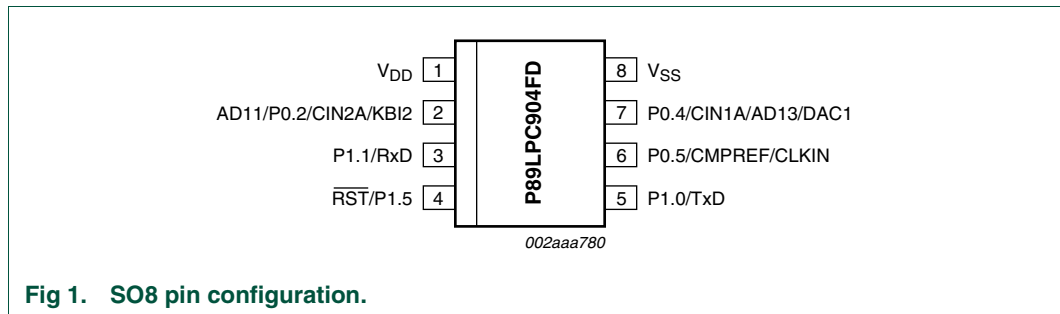 VDD 1
AD11/P0.2/CIN2A/KBI2 2
P1.1/RxD 3
RST/P1.5 4
P89LPC904FD
8 VSS
7 P0.4/CIN1A/AD13/DAC1
6 P0.5/CMPREF/CLKIN
5 P1.0/TxD
002aaa780
Fig 1. SO8 pin configuration.